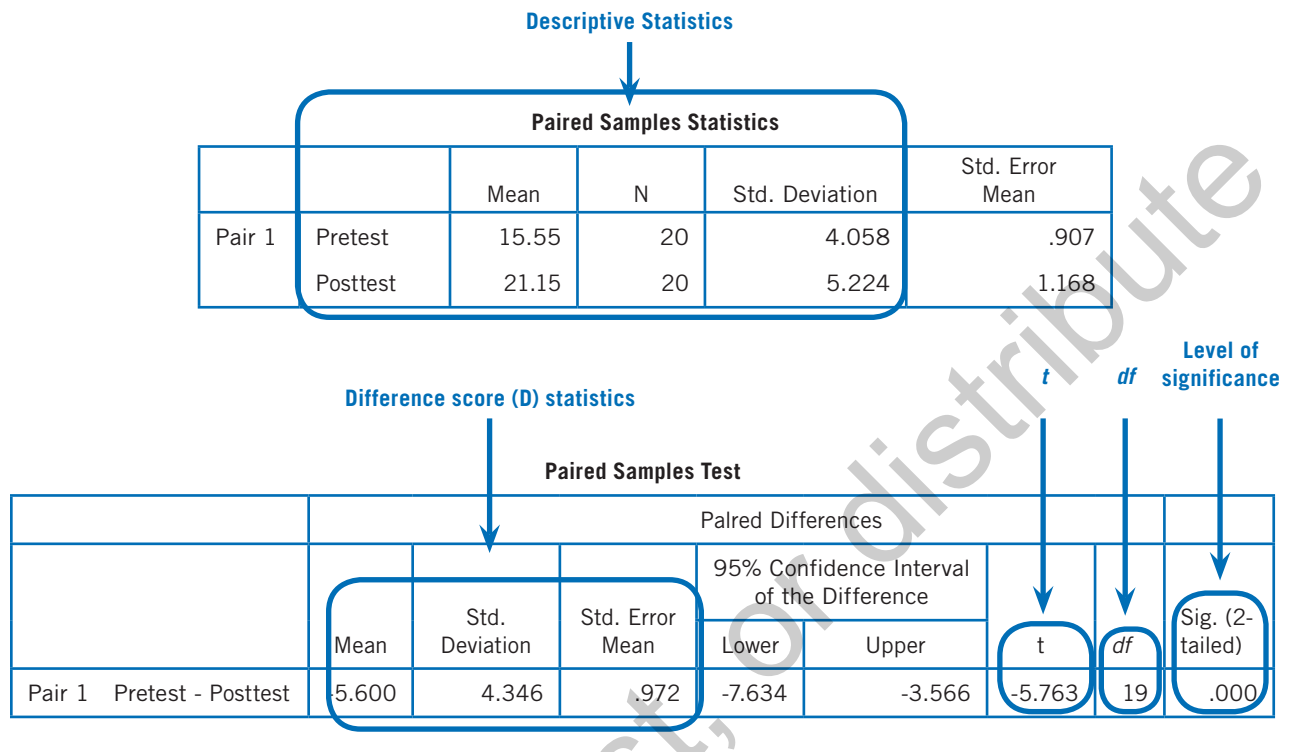 Descriptive Statistics
Paired Samples Statistics
Mean N Std. Deviation Std. Error Mean
Pair 1 Pretest 15.55 20 4.058 .907
Posttest 21.15 20 5.224 1.168
Difference score (D) statistics
t df Level of significance
Paired Samples Test
Palred Differences
95% Confidence Interval of the Difference
Mean Std. Deviation Std. Error Mean Lower Upper t df Sig. (2-tailed)
Pair 1 Pretest - Posttest -5.600 4.346 .972 -7.634 -3.566 -5.763 19 .000
st, or distribute